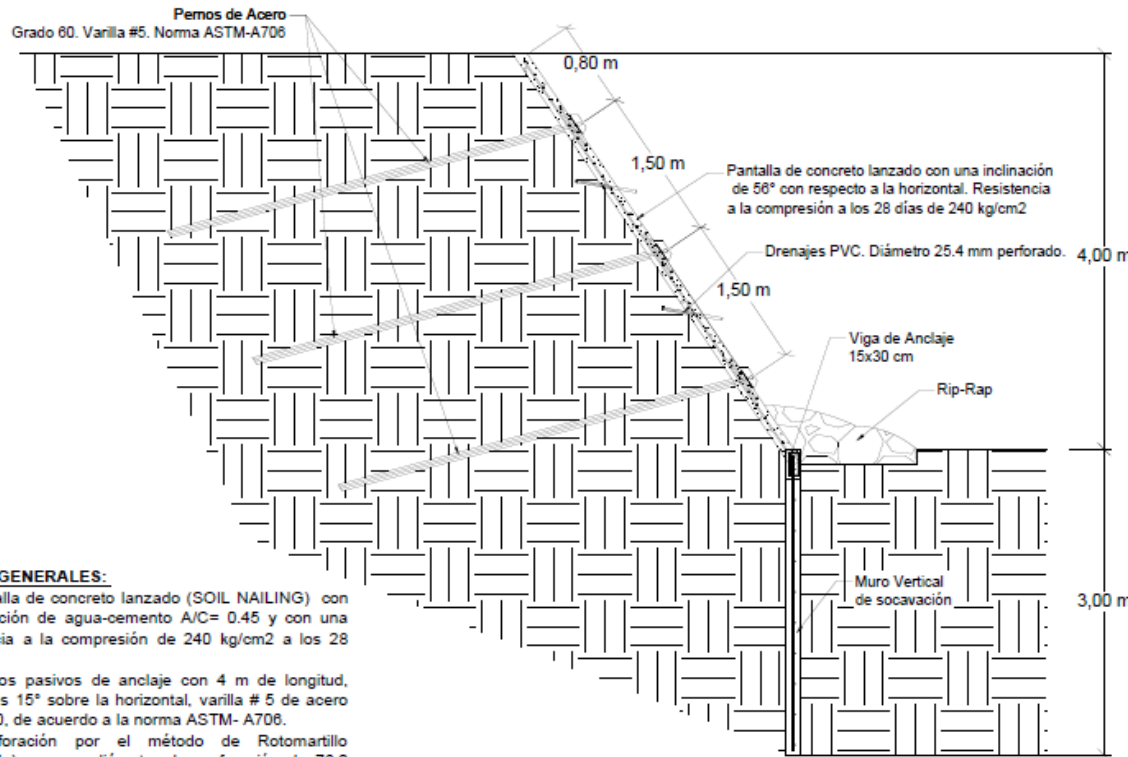 Pernos de Acero
Grado 60. Varilla #5. Norma ASTM-A706
0,80 m
1,50 m
Pantalla de concreto lanzado con una inclinación
de 56° con respecto a la horizontal. Resistencia
a la compresión a los 28 días de 240 kg/cm2
Drenajes PVC. Diámetro 25.4 mm perforado.
4,00 m
1,50 m
Viga de Anclaje
15x30 cm
Rip-Rap
Muro Vertical
de socavación
3,00 m
GENERALES:
alla de concreto lanzado (SOIL NAILING) con
ción de agua-cemento A/C= 0.45 y con una
cia a la compresión de 240 kg/cm2 a los 28
os pasivos de anclaje con 4 m de longitud,
s 15° sobre la horizontal, varilla # 5 de acero
0, de acuerdo a la norma ASTM- A706.
foración por el método de Rotomartillo